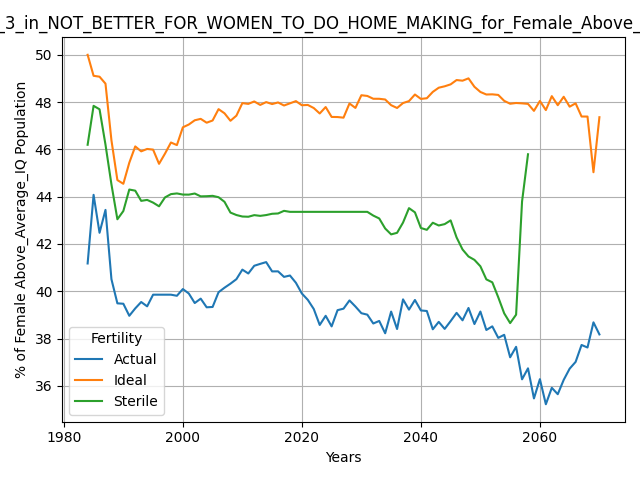 _3_in_NOT_BETTER_FOR_WOMEN_TO_DO_HOME_MAKING_for_Female_Above_
% of Female Above_Average_IQ Population
50
48
46
44
42
40
38
36
Fertility
Actual
Ideal
Sterile
1980 2000 2020 2040 2060
Years